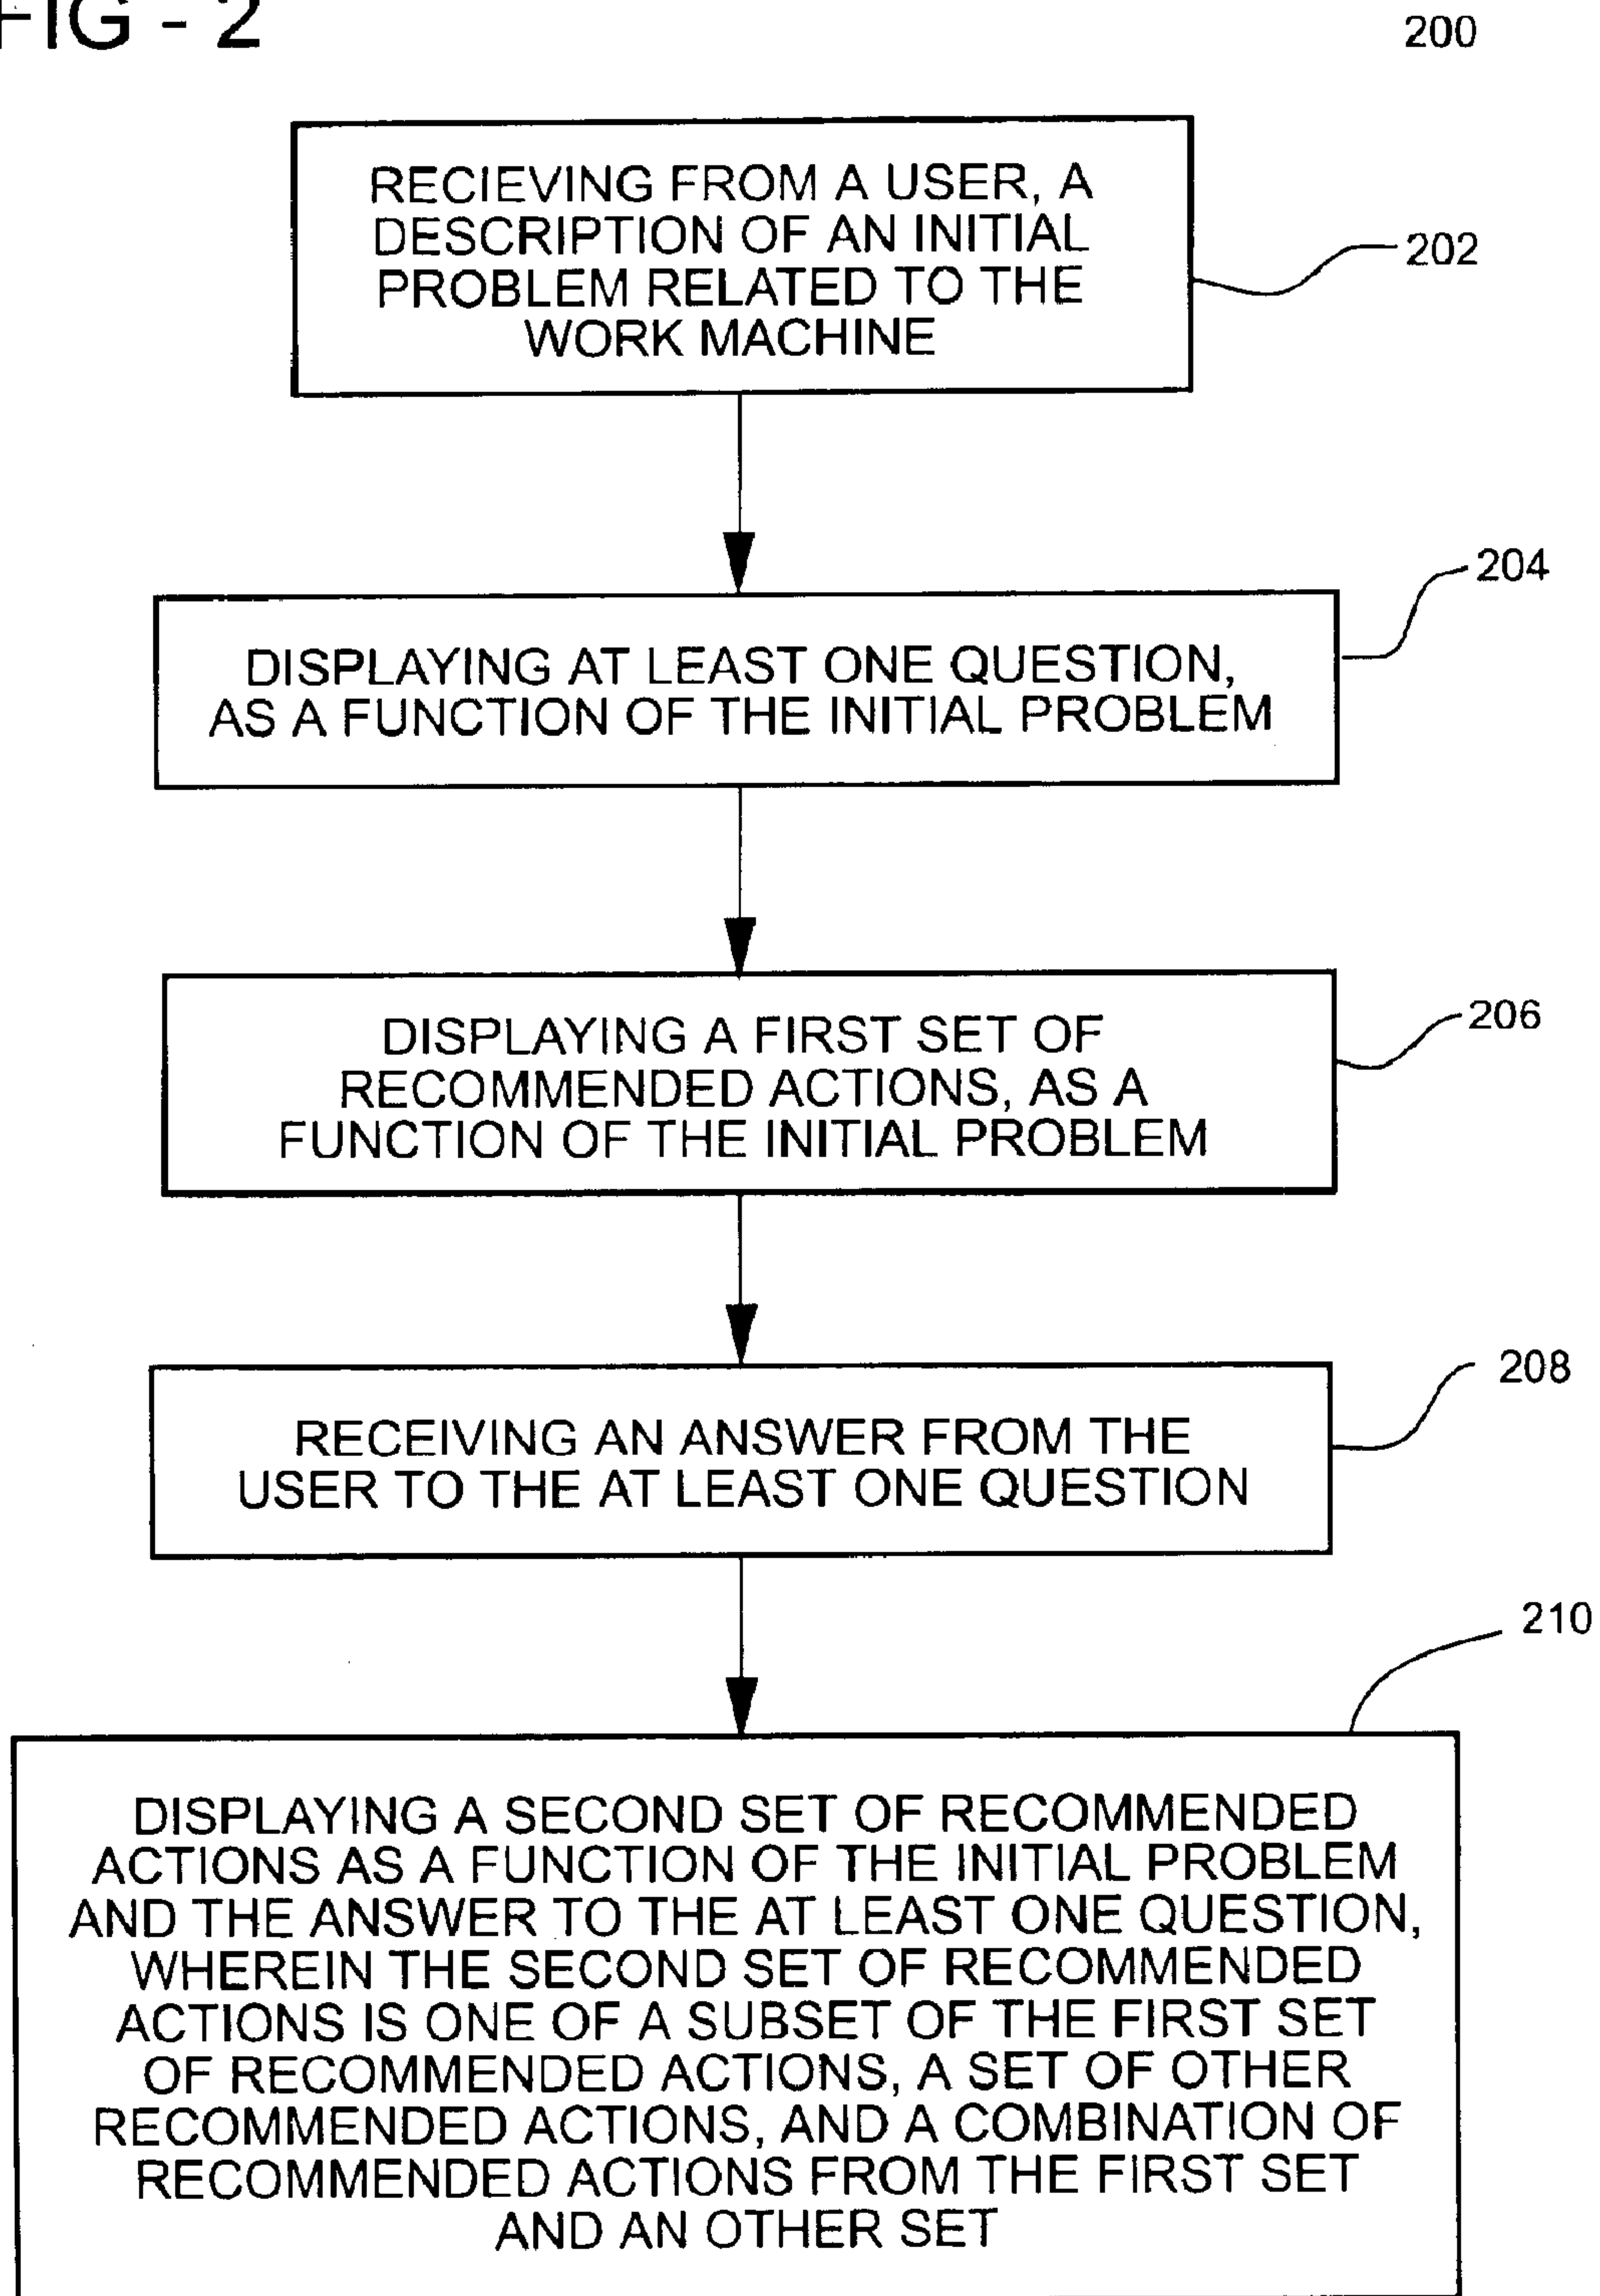 FIG - 2
200
RECIEVING FROM A USER, A
DESCRIPTION OF AN INITIAL
PROBLEM RELATED TO THE
WORK MACHINE
202
204
DISPLAYING AT LEAST ONE QUESTION,
AS A FUNCTION OF THE INITIAL PROBLEM
206
DISPLAYING A FIRST SET OF
RECOMMENDED ACTIONS, AS A
FUNCTION OF THE INITIAL PROBLEM
208
RECEIVING AN ANSWER FROM THE
USER TO THE AT LEAST ONE QUESTION
210
DISPLAYING A SECOND SET OF RECOMMENDED
ACTIONS AS A FUNCTION OF THE INITIAL PROBLEM
AND THE ANSWER TO THE AT LEAST ONE QUESTION,
WHEREIN THE SECOND SET OF RECOMMENDED
ACTIONS IS ONE OF A SUBSET OF THE FIRST SET
OF RECOMMENDED ACTIONS, A SET OF OTHER
RECOMMENDED ACTIONS, AND A COMBINATION OF
RECOMMENDED ACTIONS FROM THE FIRST SET
AND AN OTHER SET